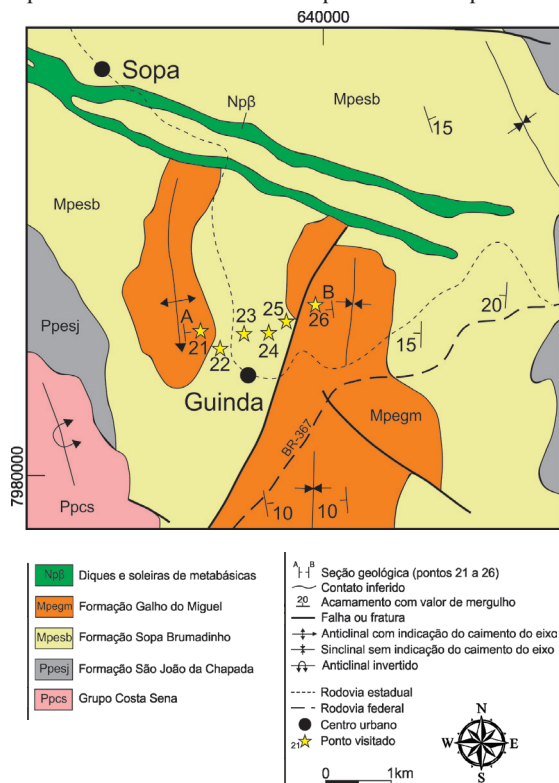 640000
Sopa
Npβ
Mpesb
15
Mpesb
A
21
22
23
24
25
B
26
20
15
Ppesj
Guinda
Mpegm
BR-367
7980000
Ppcs
10
10
Npβ Diques e soleiras de metabásicas
Mpegm Formação Galho do Miguel
Mpesb Formação Sopa Brumadinho
Ppesj Formação São João da Chapada
Ppcs Grupo Costa Sena
A B Seção geológica (pontos 21 a 26)
Contato inferido
20 Acamamento com valor de mergulho
Falha ou fratura
Anticlinal com indicação do caimento do eixo
Sinclinal sem indicação do caimento do eixo
Anticlinal invertido
Rodovia estadual
Rodovia federal
Centro urbano
21 Ponto visitado
0 1km
N
W E
S